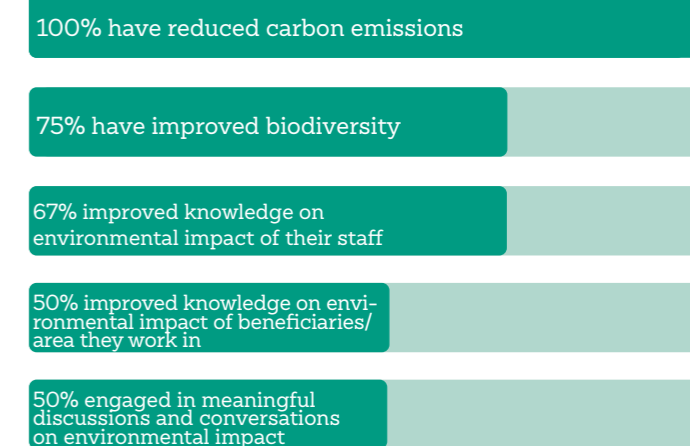 100% have reduced carbon emissions
75% have improved biodiversity
67% improved knowledge on
environmental impact of their staff
50% improved knowledge on envi-
ronmental impact of beneficiaries/
area they work in
50% engaged in meaningful
discussions and conversations
on environmental impact